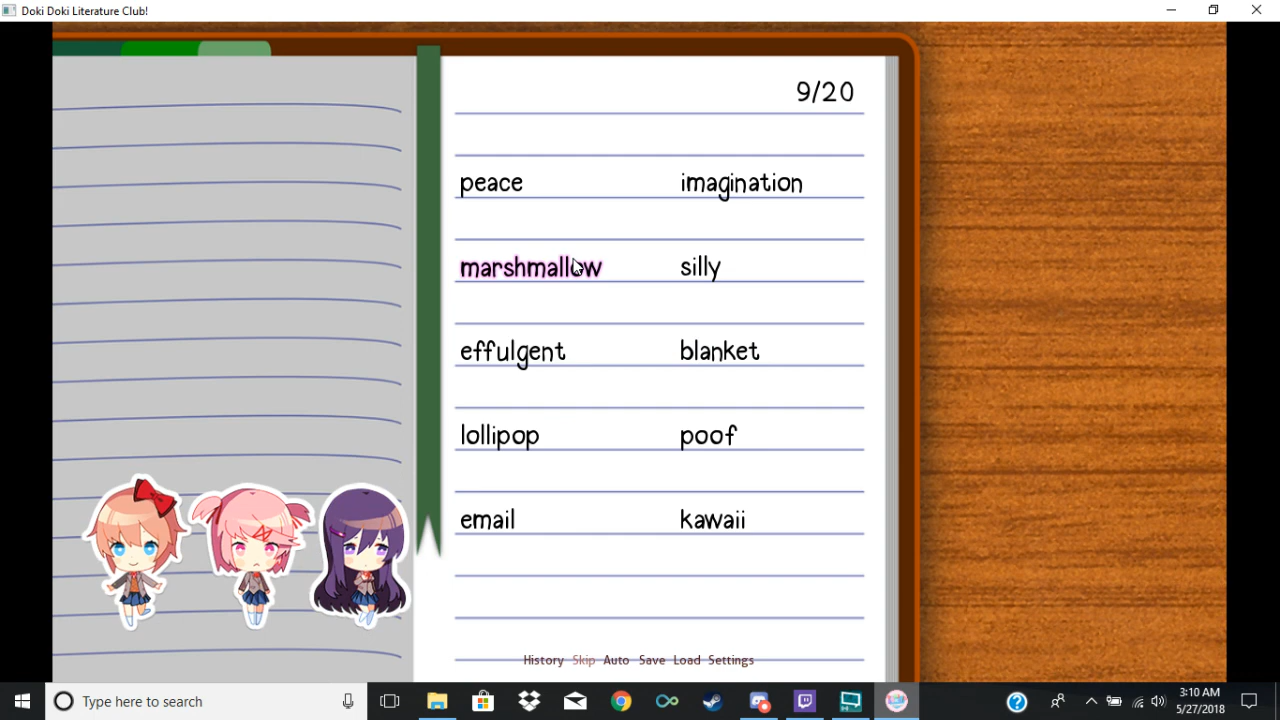 Doki Doki Literature Club!
9/20
peace imagination
marshmallow silly
effulgent blanket
lollipop poof
email kawaii
History Skip Auto Save Load Settings
Type here to search
3:10 AM
5/27/2018